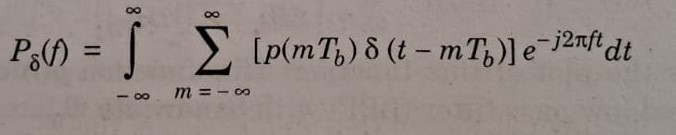 P_δ(f) = ∫_{-∞}^{∞} ∑_{m = -∞}^{∞} [p(mT_b) δ (t – mT_b)] e^{–j2πft} dt